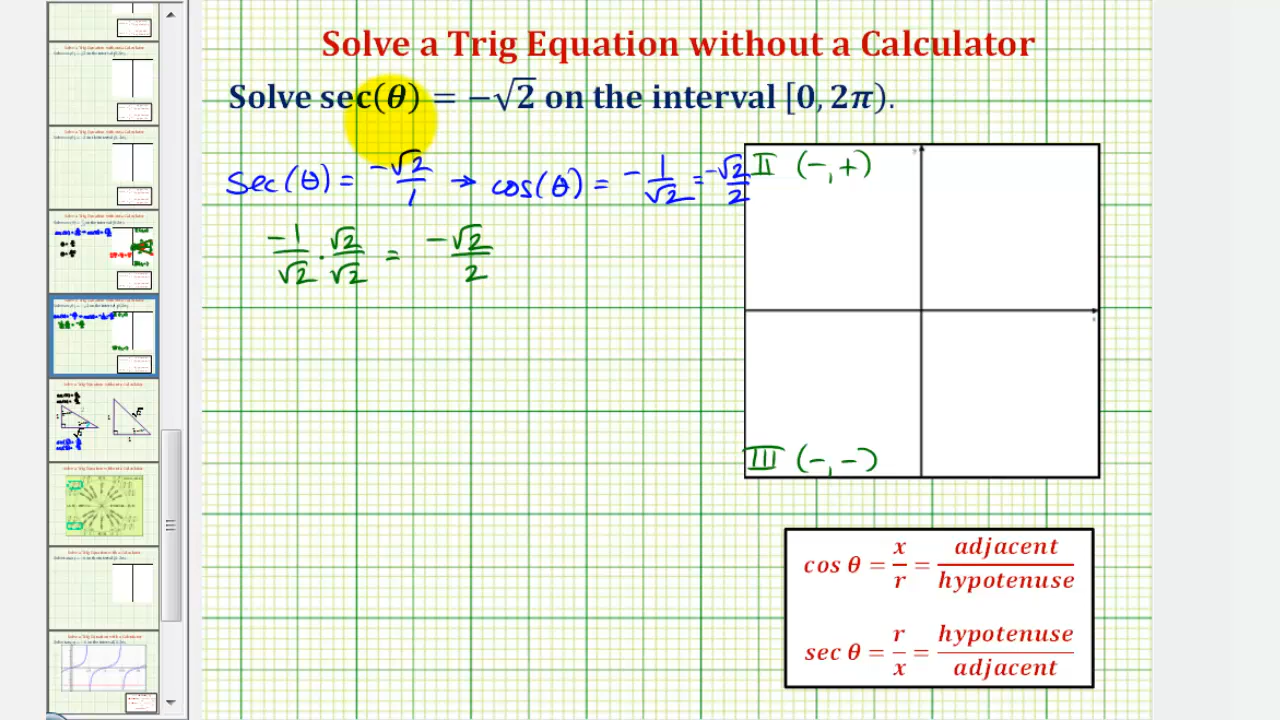 Solve a Trig Equation without a Calculator
Solve sec(θ) = −√2 on the interval [0, 2π).
sec(θ) = -√2/1 → cos(θ) = -1/√2 = -√2/2
-1/√2 · √2/√2 = -√2/2
II (-,+)
y
x
III (-,-)
cos θ = x/r = adjacent/hypotenuse
sec θ = r/x = hypotenuse/adjacent